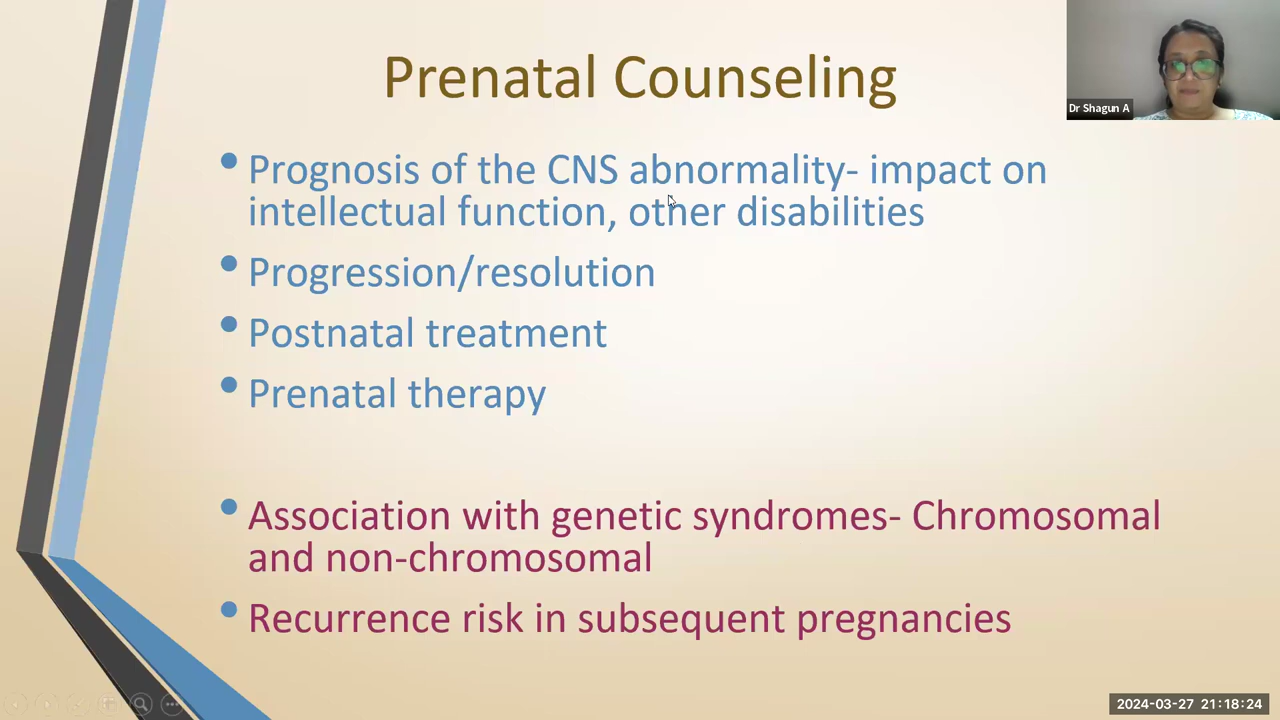 Prenatal Counseling
Dr Shagun A
• Prognosis of the CNS abnormality- impact on
intellectual function, other disabilities
• Progression/resolution
• Postnatal treatment
• Prenatal therapy
• Association with genetic syndromes- Chromosomal
and non-chromosomal
• Recurrence risk in subsequent pregnancies
2024-03-27 21:18:24